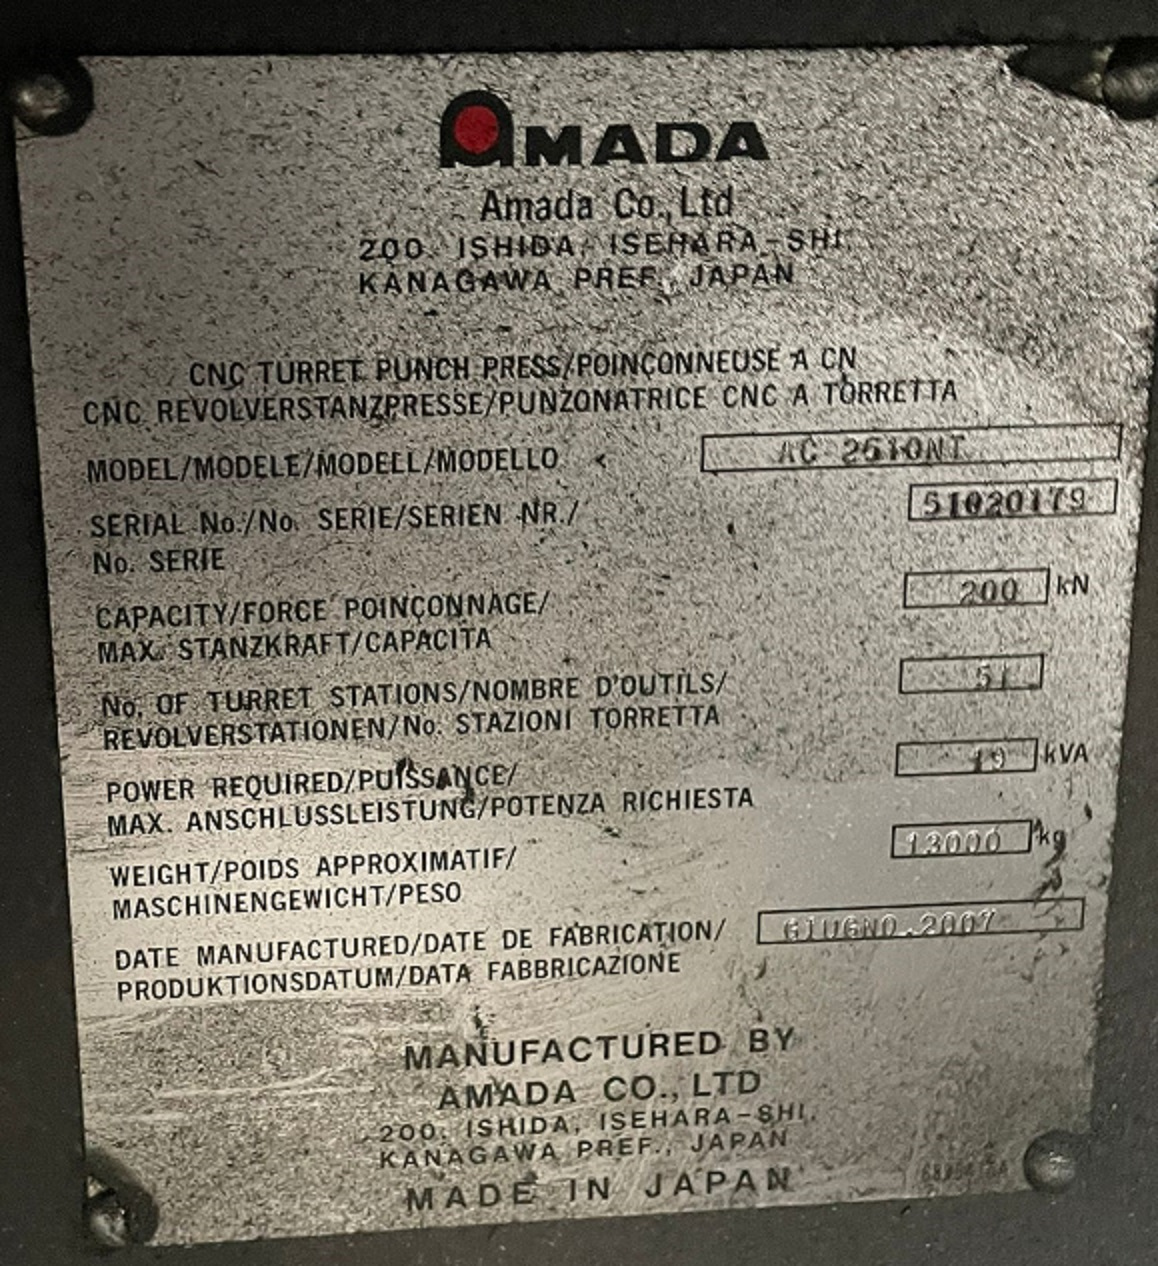 AMADA
Amada Co., Ltd
200, ISHIDA, ISEHARA-SHI
KANAGAWA PREF., JAPAN
CNC TURRET PUNCH PRESS/POINÇONNEUSE A CN
CNC REVOLVERSTANZPRESSE/PUNZONATRICE CNC A TORRETTA
MODEL/MODELE/MODELL/MODELLO AC 2510NT
SERIAL No./No. SERIE/SERIEN NR./ 51020179
No. SERIE
CAPACITY/FORCE POINÇONNAGE/ 200 kN
MAX. STANZKRAFT/CAPACITA
No. OF TURRET STATIONS/NOMBRE D'OUTILS/ 51
REVOLVERSTATIONEN/No. STAZIONI TORRETTA
POWER REQUIRED/PUISSANCE/ 19 kVA
MAX. ANSCHLUSSLEISTUNG/POTENZA RICHIESTA
WEIGHT/POIDS APPROXIMATIF/ 13000 kg
MASCHINENGEWICHT/PESO
DATE MANUFACTURED/DATE DE FABRICATION/ GIUGNO.2007
PRODUKTIONSDATUM/DATA FABBRICAZIONE
MANUFACTURED BY
AMADA CO., LTD
200, ISHIDA, ISEHARA-SHI,
KANAGAWA PREF., JAPAN
MADE IN JAPAN